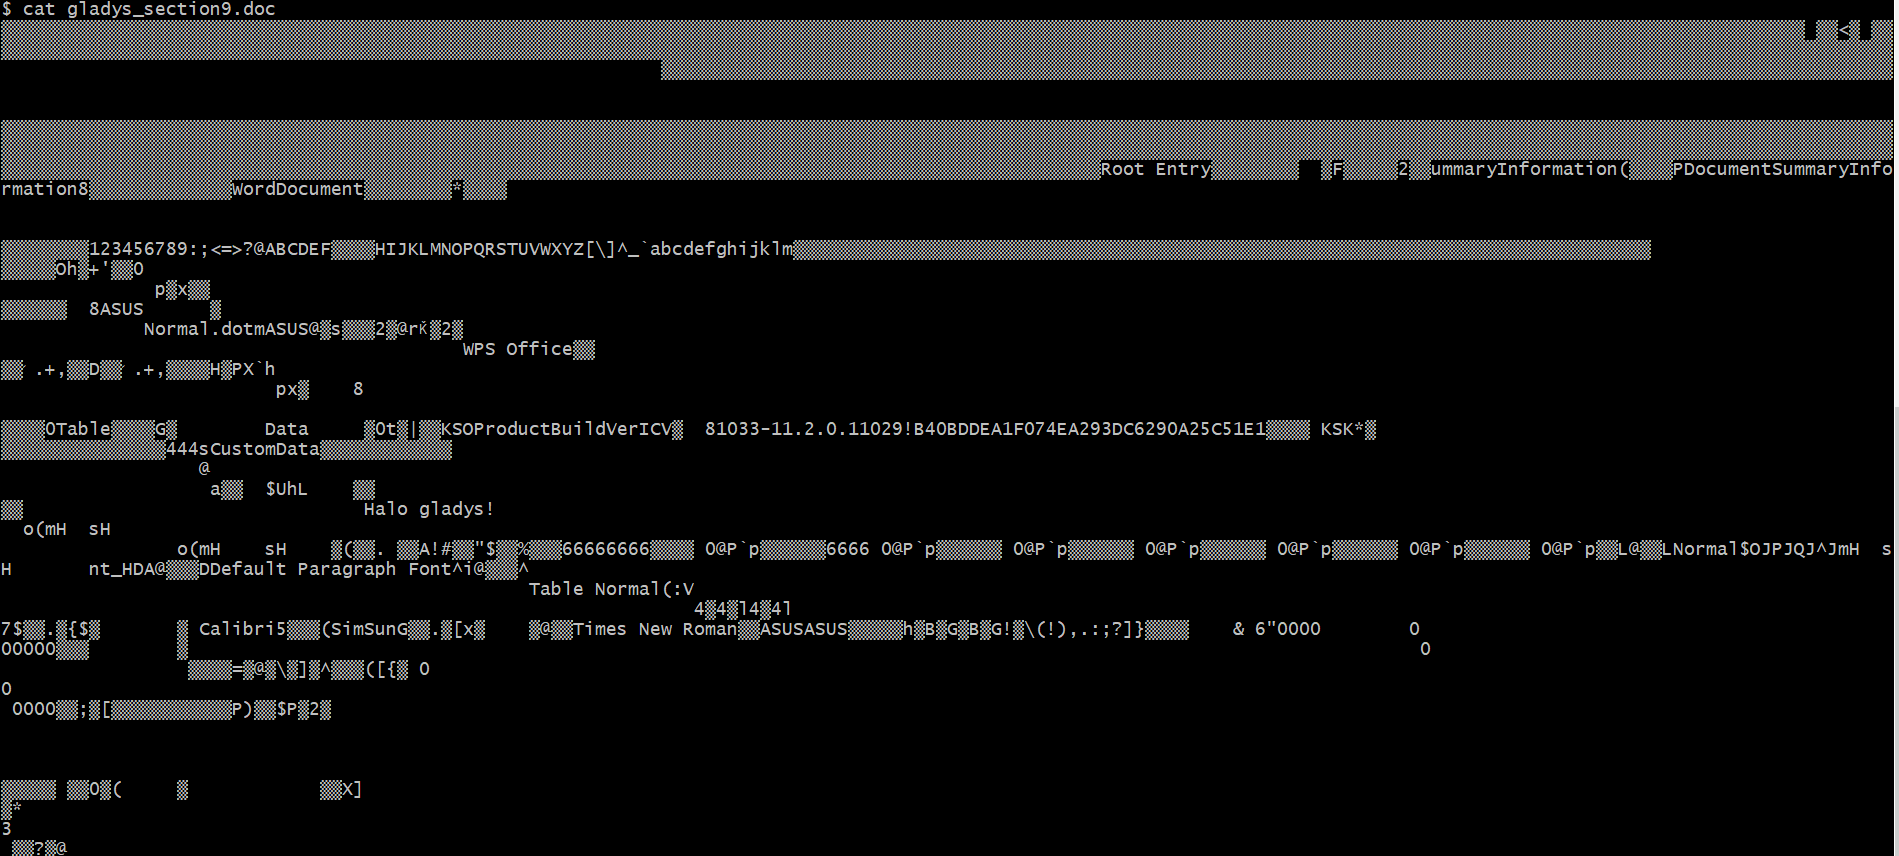 $ cat gladys_section9.doc
▒▒<▒ ▒▒
Root Entry▒▒▒▒▒▒▒▒  ▒F▒▒▒▒▒2▒▒ummaryInformation(▒▒▒▒PDocumentSummaryInfo
rmation8▒▒▒▒▒▒▒▒▒▒▒▒▒WordDocument▒▒▒▒▒▒▒▒*▒▒▒▒
▒▒▒▒▒▒▒▒123456789:;<=>?@ABCDEF▒▒▒▒HIJKLMNOPQRSTUVWXYZ[\]^_`abcdefghijklm▒▒▒▒
▒▒▒▒▒Oh▒+'▒▒0
p▒x▒▒
▒▒▒▒▒▒  8ASUS      ▒
Normal.dotmASUS@▒s▒▒▒2▒@rǨ▒2▒
WPS Office▒▒
▒▒ .+,▒▒D▒▒ .+,▒▒▒▒H▒PX`h
px▒    8
▒▒▒▒0Table▒▒▒▒G▒        Data     ▒0t▒|▒▒KSOProductBuildVerICV▒  81033-11.2.0.11029!B40BDDEA1F074EA293DC6290A25C51E1▒▒▒▒ KSK*▒
▒▒▒▒▒▒▒▒▒▒▒▒▒▒▒444sCustomData▒▒▒▒▒▒▒▒▒▒▒▒
@
a▒▒  $UhL    ▒▒
▒▒                               Halo gladys!
o(mH  sH
o(mH    sH    ▒(▒▒. ▒▒A!#▒▒"$▒▒%▒▒▒66666666▒▒▒▒ O@P`p▒▒▒▒▒▒6666 O@P`p▒▒▒▒▒▒ O@P`p▒▒▒▒▒▒ O@P`p▒▒▒▒▒▒ O@P`p▒▒▒▒▒▒ O@P`p▒▒▒▒▒▒ O@P`p▒▒L@▒▒LNormal$OJPJQJ^JmH  s
H       nt_HDA@▒▒▒DDefault Paragraph Font^i@▒▒▒^
Table Normal(:V
4▒4▒l4▒4l
7$▒▒.▒{$▒       ▒ Calibri5▒▒▒(SimSunG▒▒.▒[x▒    ▒@▒▒Times New Roman▒▒ASUSASUS▒▒▒▒▒h▒B▒G▒B▒G!▒\(!),.:;?]}▒▒▒▒    & 6"0000        0
00000▒▒▒        ▒                0
▒▒▒▒=▒@▒\▒]▒^▒▒▒([{▒ 0
0
0000▒▒;▒[▒▒▒▒▒▒▒▒▒▒▒P)▒▒$P▒2▒
▒▒▒▒▒ ▒▒0▒(     ▒            ▒▒X]
▒*
3
▒▒?▒@